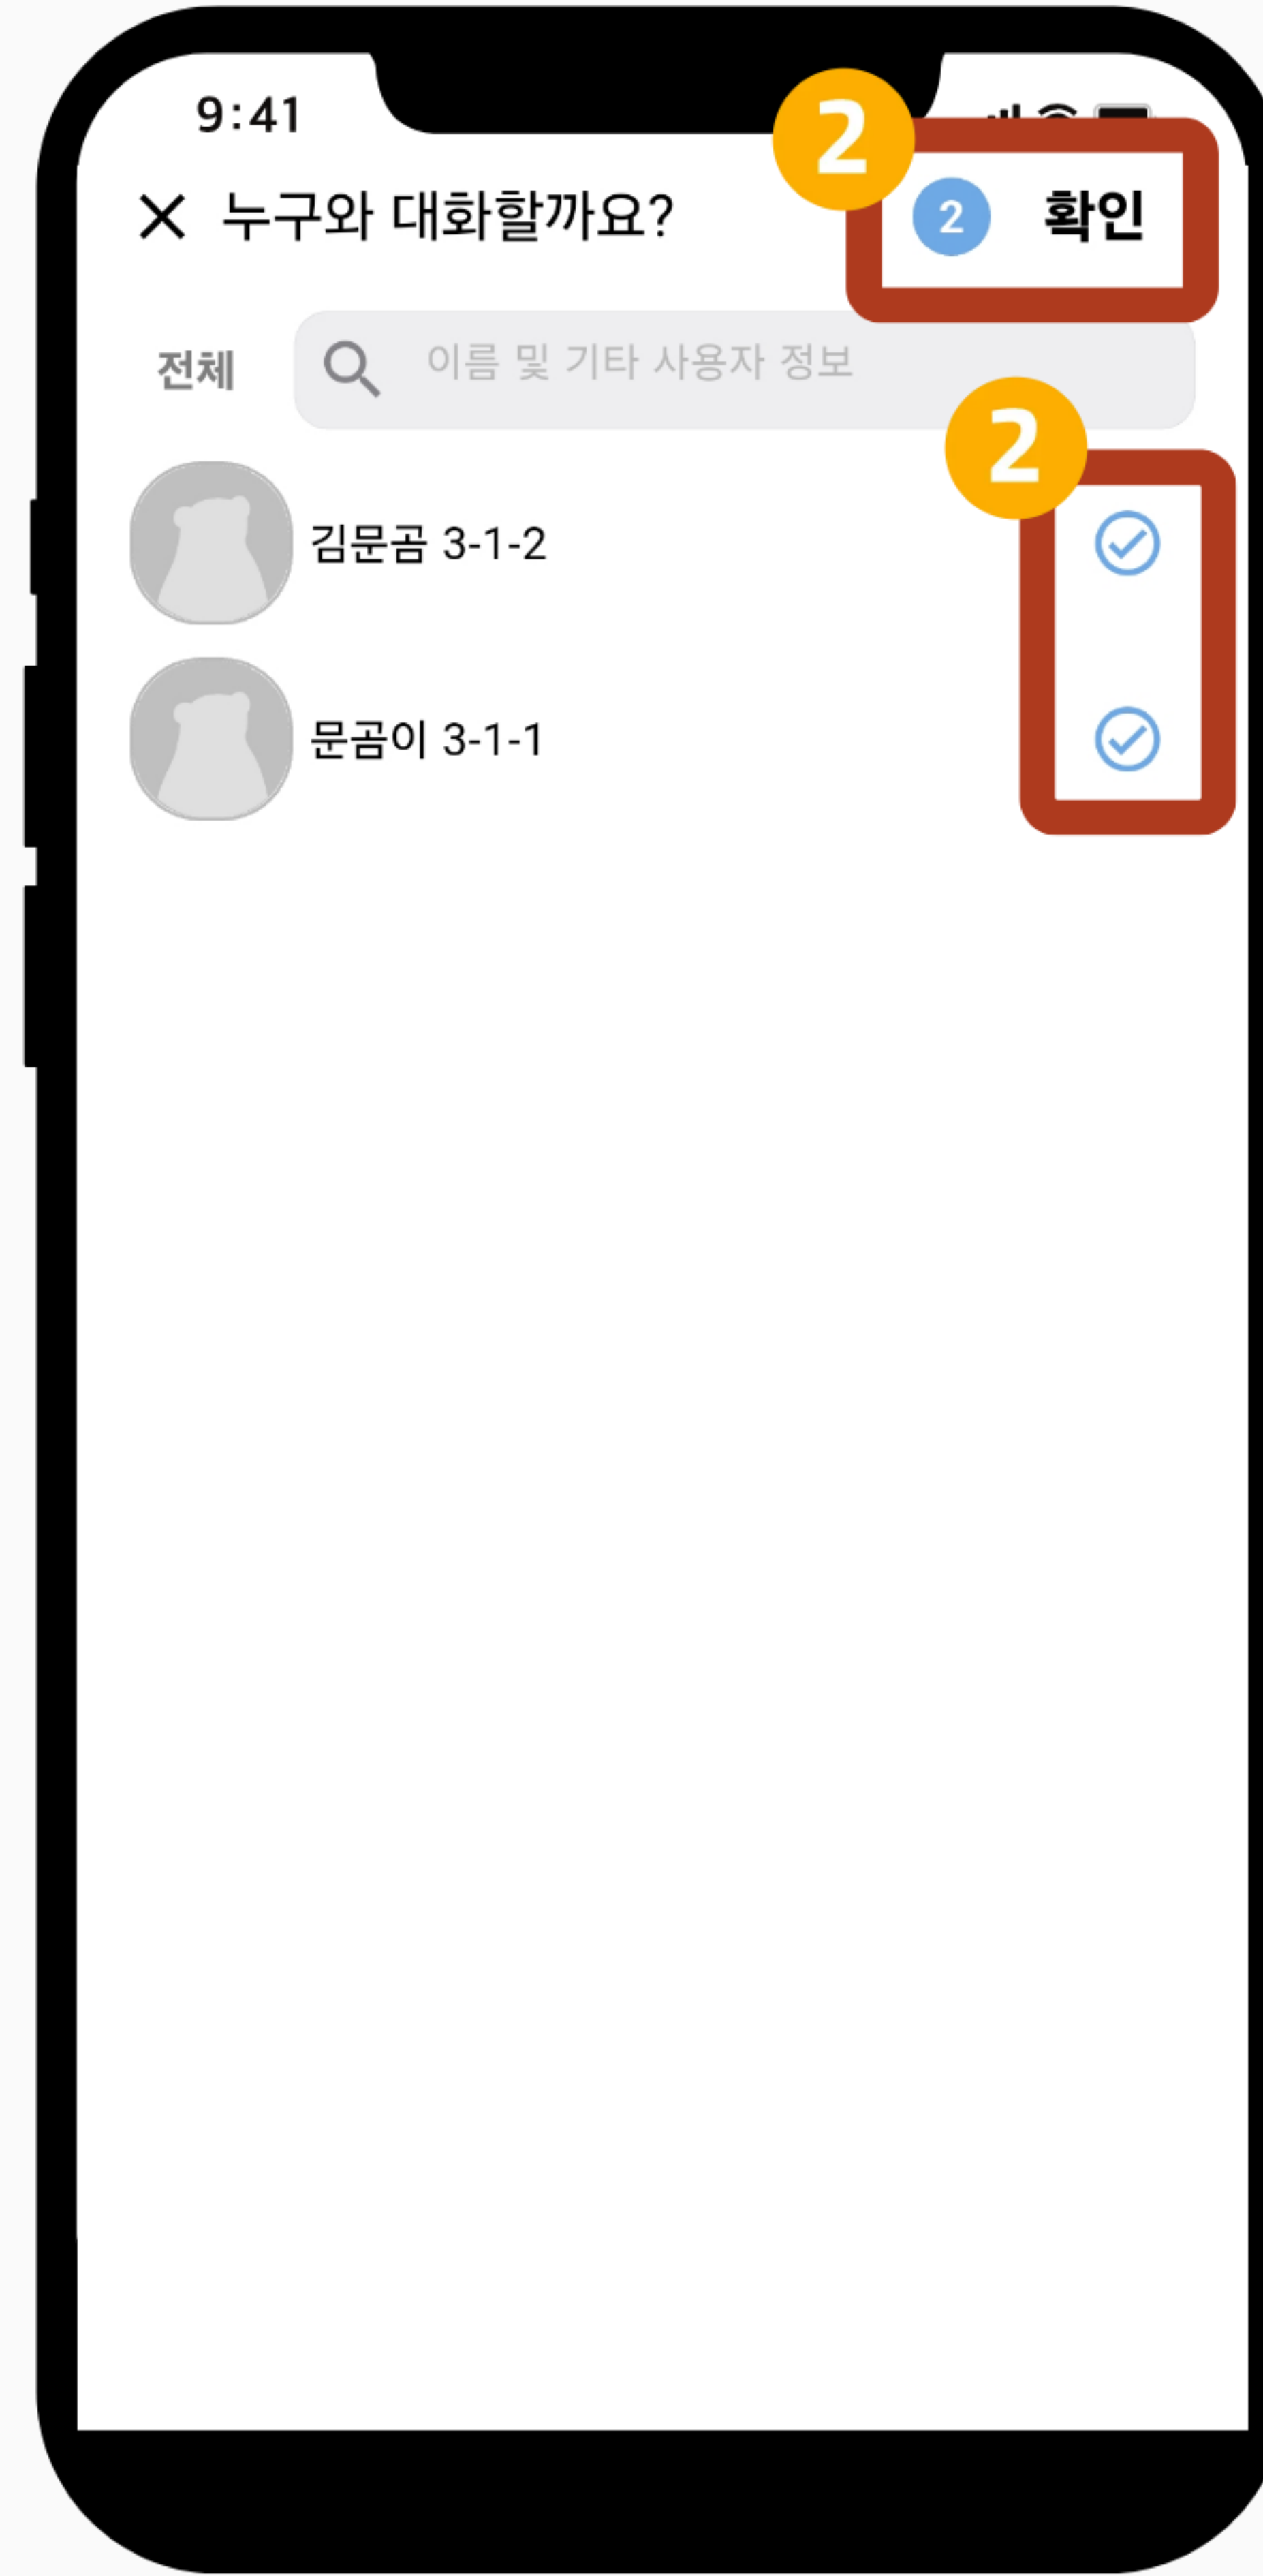 9:41
2
누구와 대화할까요?
2 확인
전체
이름 및 기타 사용자 정보
2
김문곰 3-1-2
문곰이 3-1-1